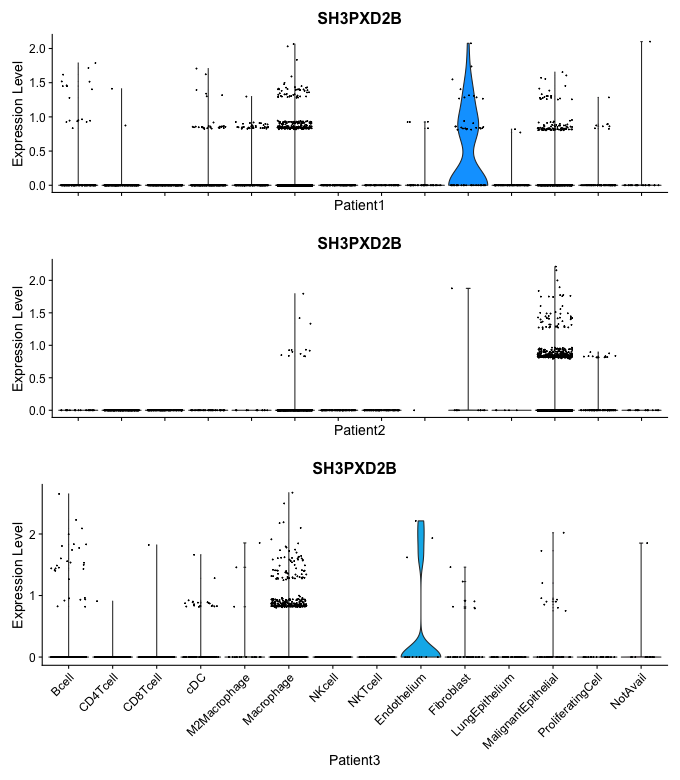 SH3PXD2B
Expression Level
2.0
1.5
1.0
0.5
0.0
Patient1
SH3PXD2B
Expression Level
2.0
1.5
1.0
0.5
0.0
Patient2
SH3PXD2B
Expression Level
2
1
0
Bcell
CD4Tcell
CD8Tcell
cDC
M2Macrophage
Macrophage
NKcell
NKTcell
Endothelium
Fibroblast
LungEpithelium
MalignantEpithelial
ProliferatingCell
NotAvail
Patient3